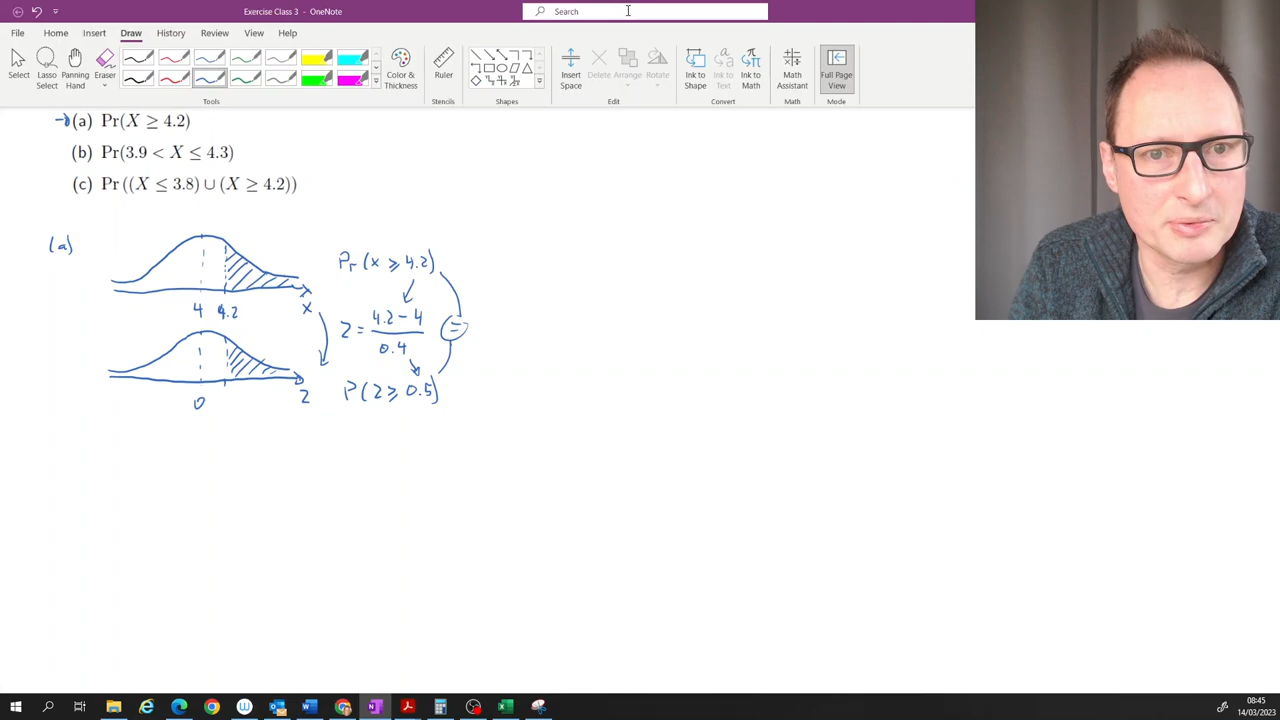 Exercise Class 3 - OneNote
Search
File Home Insert Draw History Review View Help
Select
Lasso Select
Panning Hand
Eraser
Color & Thickness
Ruler
Insert Space
Delete
Arrange
Rotate
Ink to Shape
Ink to Text
Ink to Math
Math Assistant
Full Page View
Tools
Stencils
Shapes
Edit
Convert
Math
Mode
→(a) Pr(X ≥ 4.2)
(b) Pr(3.9 < X ≤ 4.3)
(c) Pr ((X ≤ 3.8) ∪ (X ≥ 4.2))
(a)
4 4.2 X
0 Z
Pr (x ≥ 4.2)
Z = (4.2 - 4) / 0.4
=
P(Z ≥ 0.5)
08:45
14/03/2023